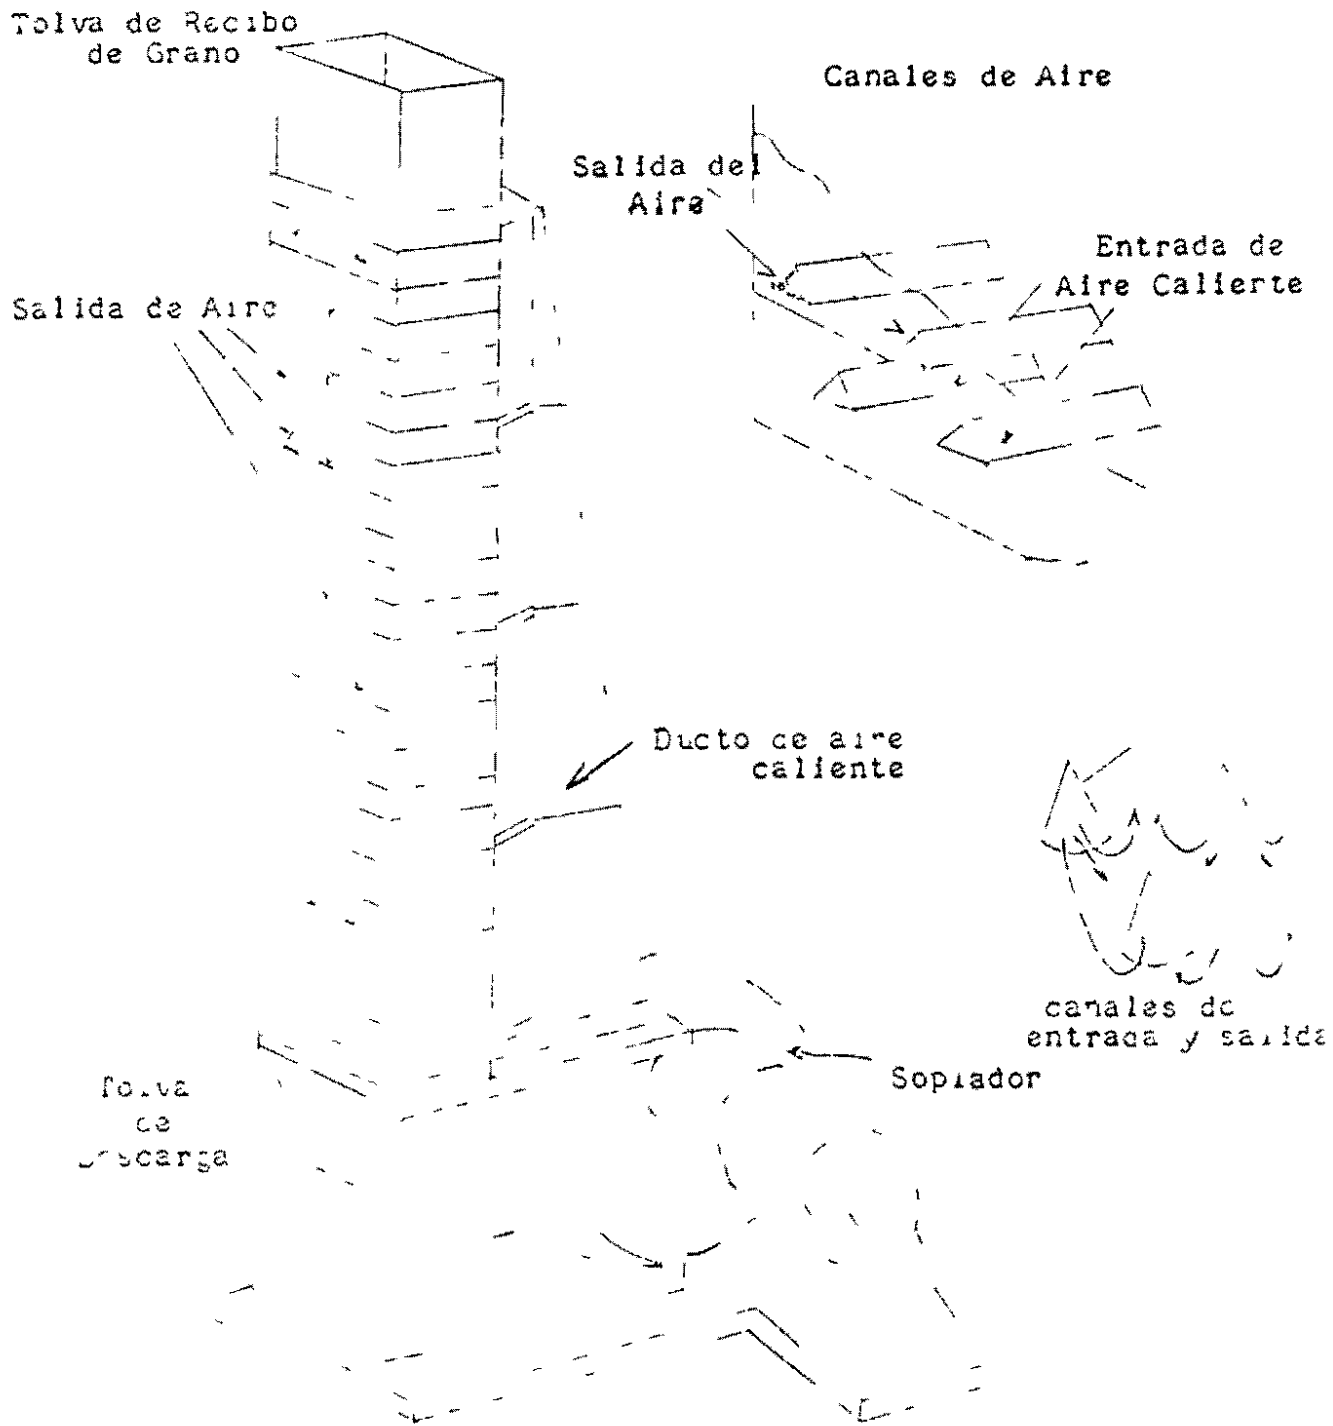 Tolva de Recibo
de Grano
Canales de Aire
Salida del
Aire
Entrada de
Aire Caliente
Salida de Aire
Ducto de aire
caliente
canales de
entrada y salida
Soplador
Tolva
de
Descarga